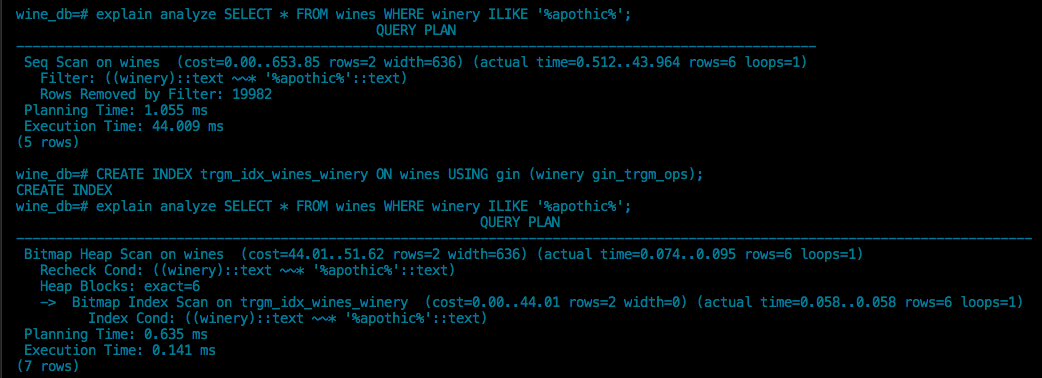 wine_db=# explain analyze SELECT * FROM wines WHERE winery ILIKE '%apothic%';
QUERY PLAN
Seq Scan on wines  (cost=0.00..653.85 rows=2 width=636) (actual time=0.512..43.964 rows=6 loops=1)
Filter: ((winery)::text ~~* '%apothic%'::text)
Rows Removed by Filter: 19982
Planning Time: 1.055 ms
Execution Time: 44.009 ms
(5 rows)
wine_db=# CREATE INDEX trgm_idx_wines_winery ON wines USING gin (winery gin_trgm_ops);
CREATE INDEX
wine_db=# explain analyze SELECT * FROM wines WHERE winery ILIKE '%apothic%';
QUERY PLAN
Bitmap Heap Scan on wines  (cost=44.01..51.62 rows=2 width=636) (actual time=0.074..0.095 rows=6 loops=1)
Recheck Cond: ((winery)::text ~~* '%apothic%'::text)
Heap Blocks: exact=6
->  Bitmap Index Scan on trgm_idx_wines_winery  (cost=0.00..44.01 rows=2 width=0) (actual time=0.058..0.058 rows=6 loops=1)
Index Cond: ((winery)::text ~~* '%apothic%'::text)
Planning Time: 0.635 ms
Execution Time: 0.141 ms
(7 rows)